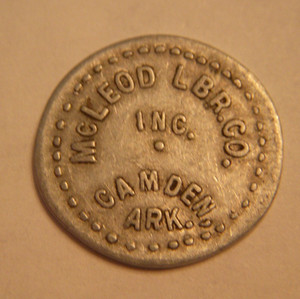 McLEOD LBR. CO.
INC.
CAMDEN,
ARK.